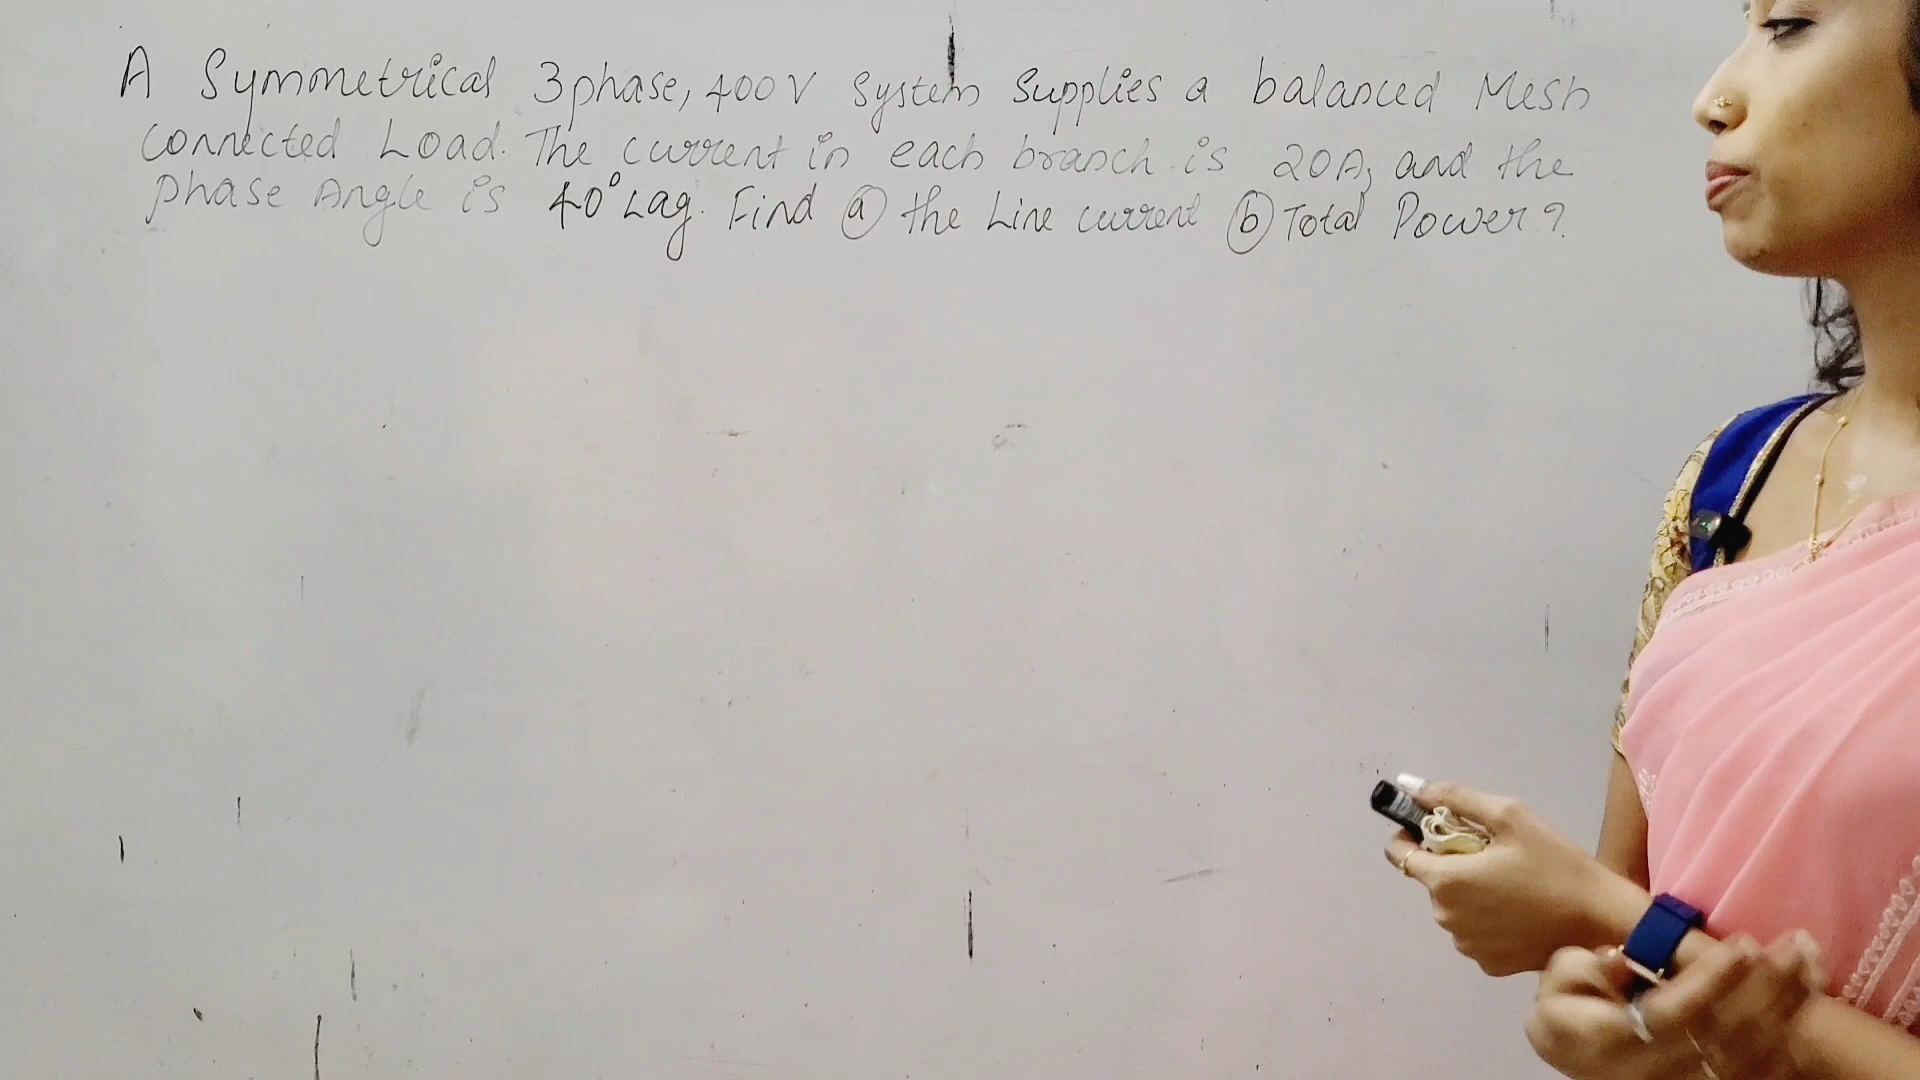 A Symmetrical 3phase, 400V System Supplies a balanced Mesh
connected Load. The current in each branch is 20A, and the
phase Angle is 40° Lag. Find ⓐ the Line current ⓑ Total Power?